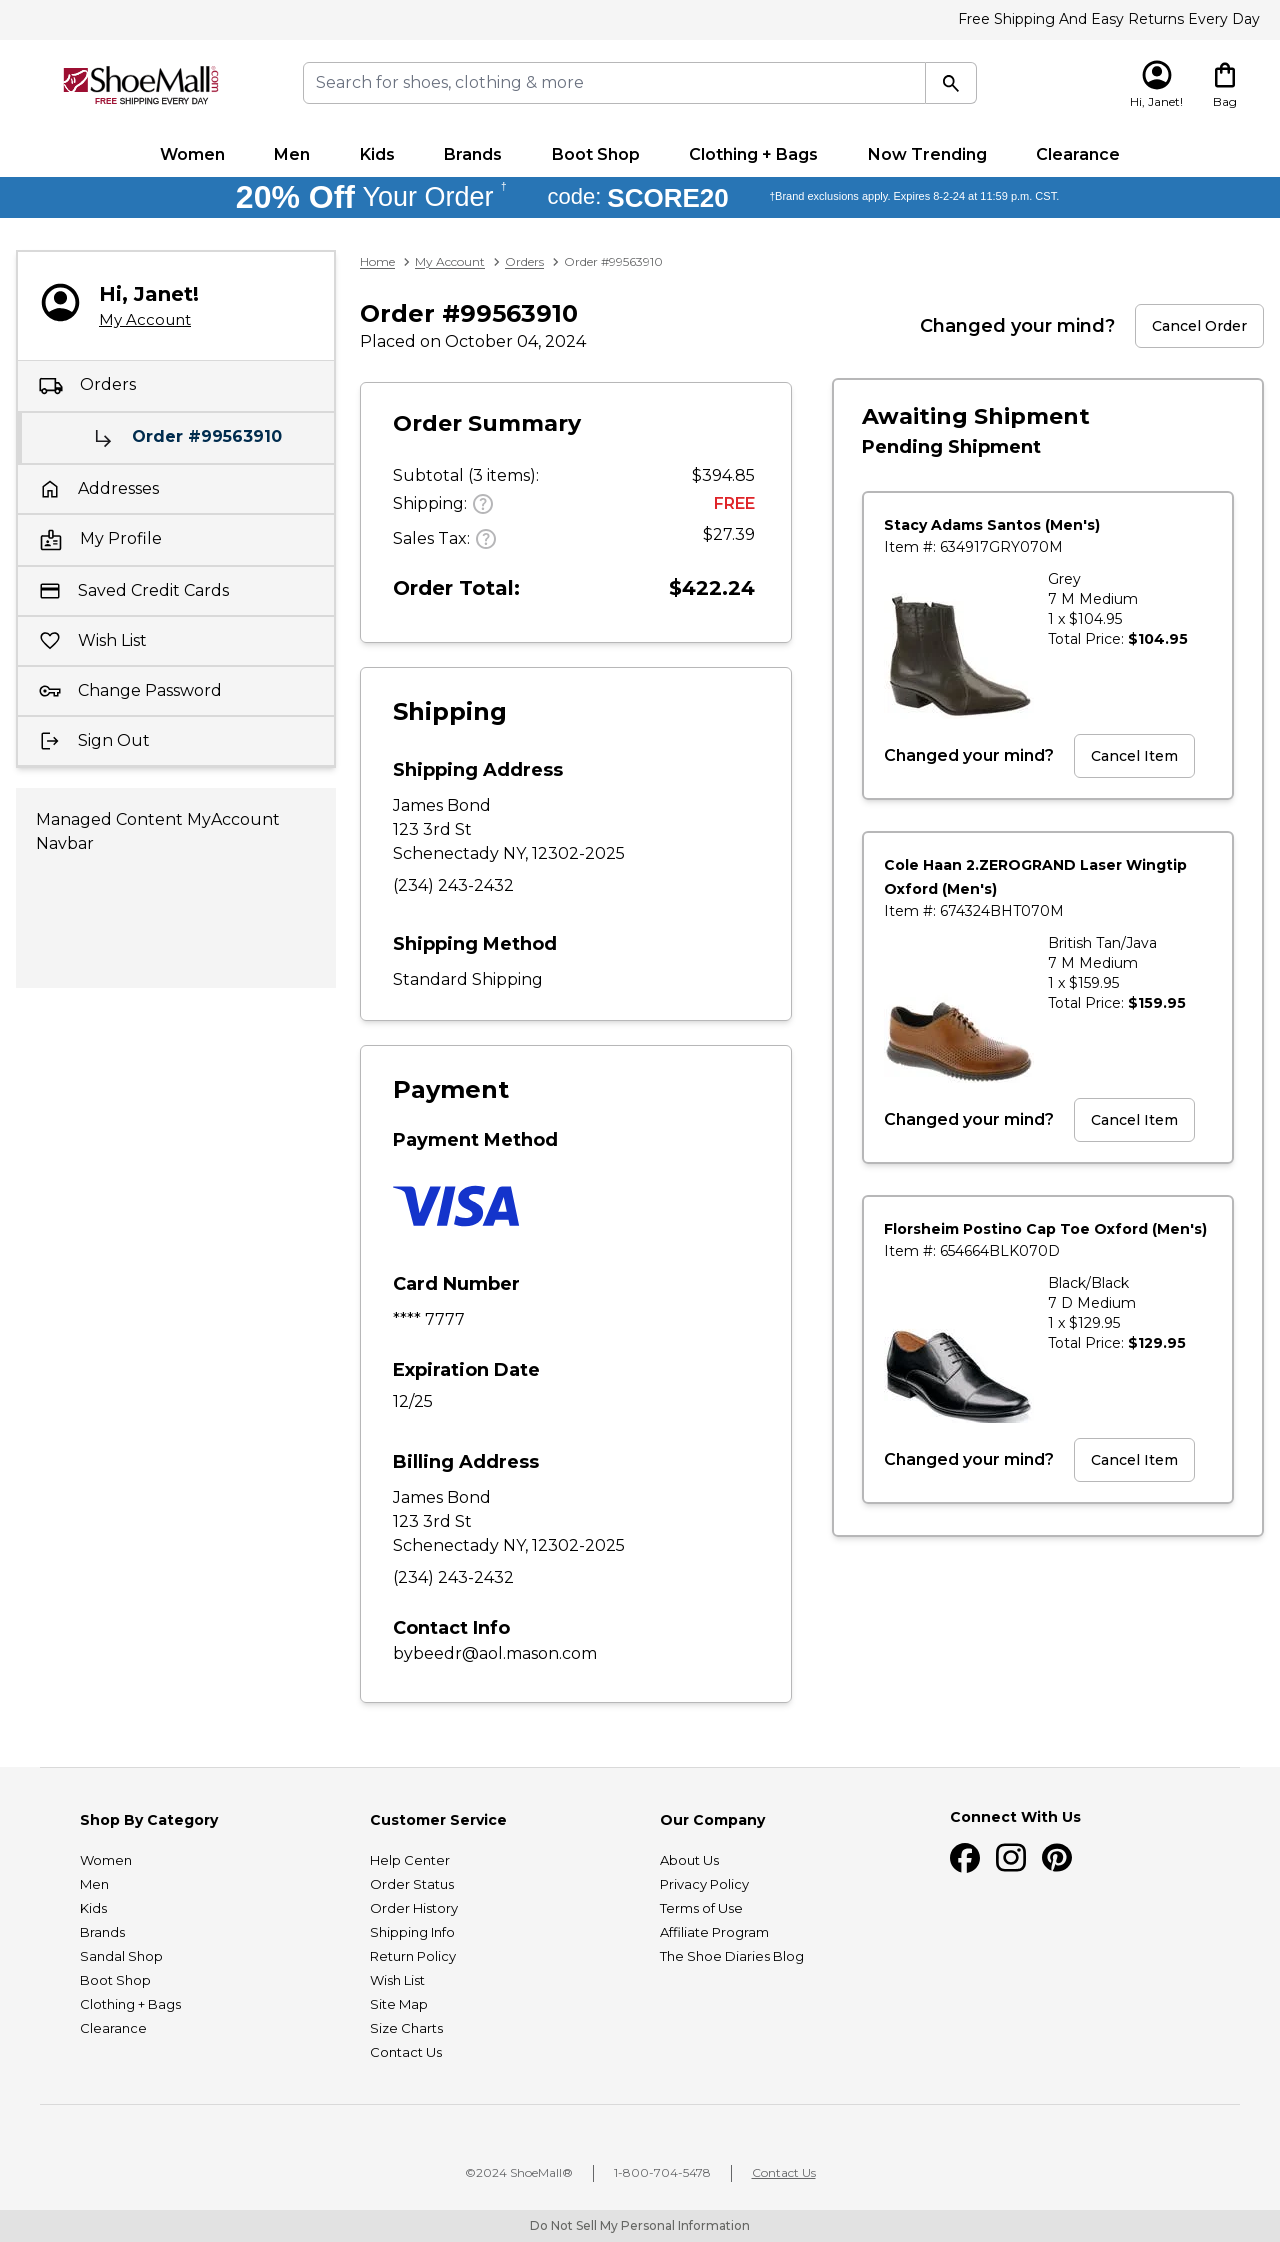 Free Shipping And Easy Returns Every Day
ShoeMall®.com
FREE SHIPPING EVERY DAY
Search for shoes, clothing & more
Hi, Janet!
Bag
Women Men Kids Brands Boot Shop Clothing + Bags Now Trending Clearance
20% Off Your Order † code: SCORE20 †Brand exclusions apply. Expires 8-2-24 at 11:59 p.m. CST.
Hi, Janet!
My Account
Orders
Order #99563910
Addresses
My Profile
Saved Credit Cards
Wish List
Change Password
Sign Out
Managed Content MyAccount
Navbar
Home > My Account > Orders > Order #99563910
Order #99563910
Placed on October 04, 2024
Changed your mind? Cancel Order
Order Summary
Subtotal (3 items): $394.85
Shipping: ? FREE
Sales Tax: ? $27.39
Order Total: $422.24
Shipping
Shipping Address
James Bond
123 3rd St
Schenectady NY, 12302-2025
(234) 243-2432
Shipping Method
Standard Shipping
Payment
Payment Method
VISA
Card Number
**** 7777
Expiration Date
12/25
Billing Address
James Bond
123 3rd St
Schenectady NY, 12302-2025
(234) 243-2432
Contact Info
bybeedr@aol.mason.com
Awaiting Shipment
Pending Shipment
Stacy Adams Santos (Men's)
Item #: 634917GRY070M
Grey
7 M Medium
1 x $104.95
Total Price: $104.95
Changed your mind? Cancel Item
Cole Haan 2.ZEROGRAND Laser Wingtip
Oxford (Men's)
Item #: 674324BHT070M
British Tan/Java
7 M Medium
1 x $159.95
Total Price: $159.95
Changed your mind? Cancel Item
Florsheim Postino Cap Toe Oxford (Men's)
Item #: 654664BLK070D
Black/Black
7 D Medium
1 x $129.95
Total Price: $129.95
Changed your mind? Cancel Item
Shop By Category
Women
Men
Kids
Brands
Sandal Shop
Boot Shop
Clothing + Bags
Clearance
Customer Service
Help Center
Order Status
Order History
Shipping Info
Return Policy
Wish List
Site Map
Size Charts
Contact Us
Our Company
About Us
Privacy Policy
Terms of Use
Affiliate Program
The Shoe Diaries Blog
Connect With Us
©2024 ShoeMall® | 1-800-704-5478 | Contact Us
Do Not Sell My Personal Information